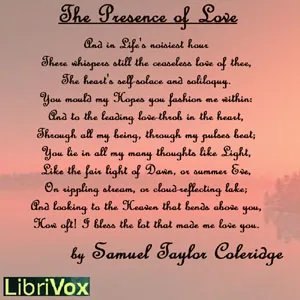 The Presence of Love
And in Life's noisiest hour
There whispers still the ceaseless love of thee,
The heart's self-solace and soliloquy.
You mould my Hopes you fashion me within:
And to the leading love-throb in the heart,
Through all my being, through my pulses beat;
You lie in all my many thoughts like Light,
Like the fair light of Dawn, or summer Eve,
On rippling stream, or cloud-reflecting lake;
And looking to the Heaven that bends above you,
How oft! I bless the lot that made me love you.
by Samuel Taylor Coleridge
LibriVox